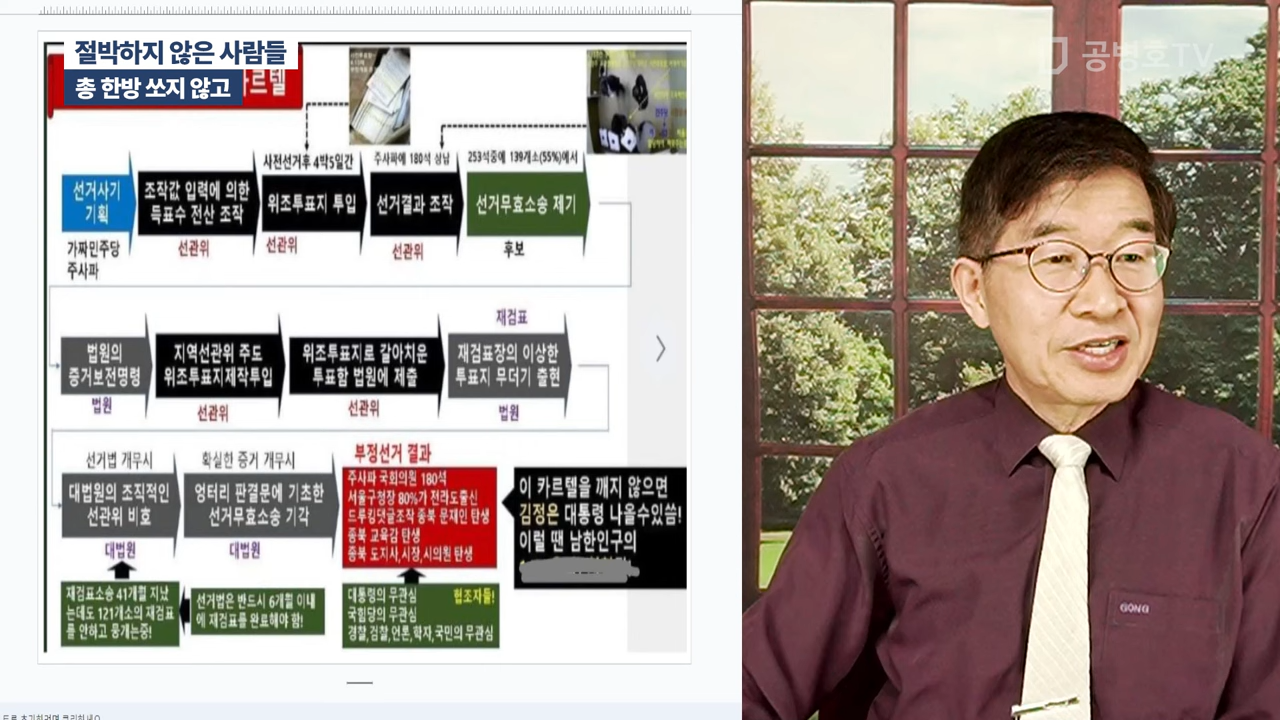 절박하지 않은 사람들
총 한방 쏘지 않고
카르텔
공병호TV
사전선거후 4박5일간
주사파에 180석 상납
253석중에 139개소(55%)에서
선거사기
기획
조작값 입력에 의한
득표수 전산 조작
위조투표지 투입
선거결과 조작
선거무효소송 제기
가짜민주당
주사파
선관위
선관위
선관위
후보
재검표
법원의
증거보전명령
지역선관위 주도
위조투표지제작투입
위조투표지로 갈아치운
투표함 법원에 제출
재검표장의 이상한
투표지 무더기 출현
법원
선관위
선관위
법원
선거법 개무시
확실한 증거 개무시
부정선거 결과
대법원의 조직적인
선관위 비호
엉터리 판결문에 기초한
선거무효소송 기각
주사파 국회의원 180석
서울구청장 80%가 전라도출신
드루킹댓글조작 종북 문재인 탄생
종북 교육감 탄생
종북 도지사,시장,시의원 탄생
이 카르텔을 깨지 않으면
김정은 대통령 나올수있씀!
이럴 땐 남한인구의
대법원
대법원
재검표소송 41개월 지났
는데도 121개소의 재검표
를 안하고 뭉개는중!
선거법은 반드시 6개월 이내
에 재검표를 완료해야 함!
대통령의 무관심
협조자들!
국힘당의 무관심
경찰,검찰,언론,학자,국민의 무관심
GONG